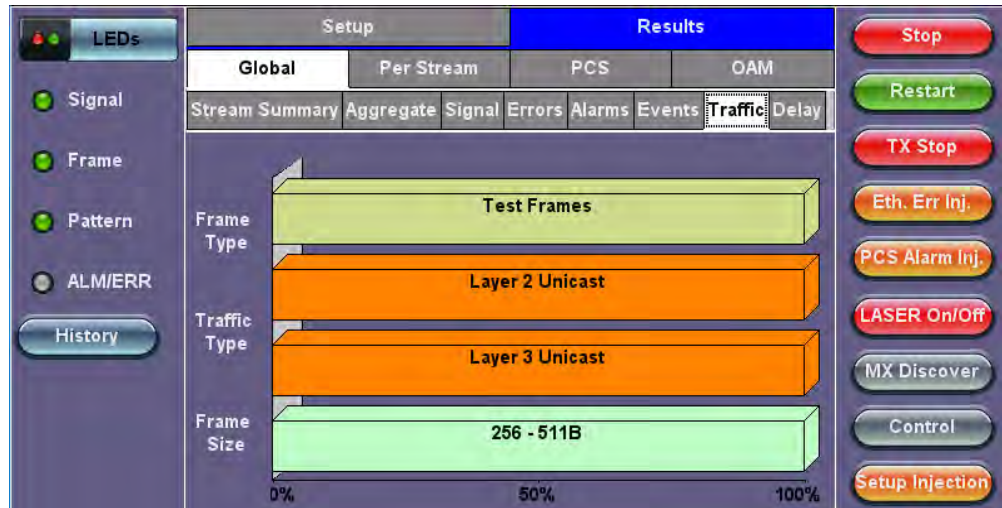 LEDs
Signal
Frame
Pattern
ALM/ERR
History
Setup Results
Global Per Stream PCS OAM
Stream Summary Aggregate Signal Errors Alarms Events Traffic Delay
Frame
Type
Test Frames
Layer 2 Unicast
Traffic
Type
Layer 3 Unicast
Frame
Size
256 - 511B
0% 50% 100%
Stop
Restart
TX Stop
Eth. Err Inj.
PCS Alarm Inj.
LASER On/Off
MX Discover
Control
Setup Injection